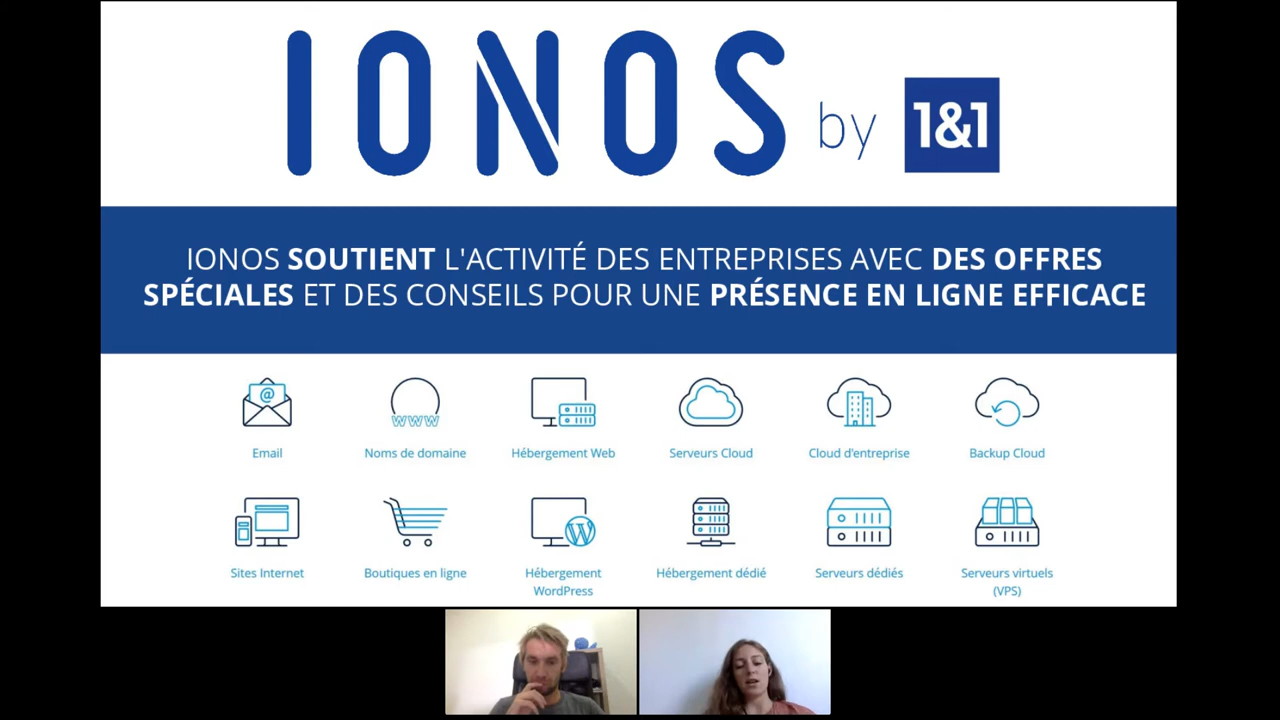 IONOS by 1&1
IONOS SOUTIENT L'ACTIVITÉ DES ENTREPRISES AVEC DES OFFRES
SPÉCIALES ET DES CONSEILS POUR UNE PRÉSENCE EN LIGNE EFFICACE
@
www
Email
Noms de domaine
Hébergement Web
Serveurs Cloud
Cloud d'entreprise
Backup Cloud
W
Sites Internet
Boutiques en ligne
Hébergement
WordPress
Hébergement dédié
Serveurs dédiés
Serveurs virtuels
(VPS)